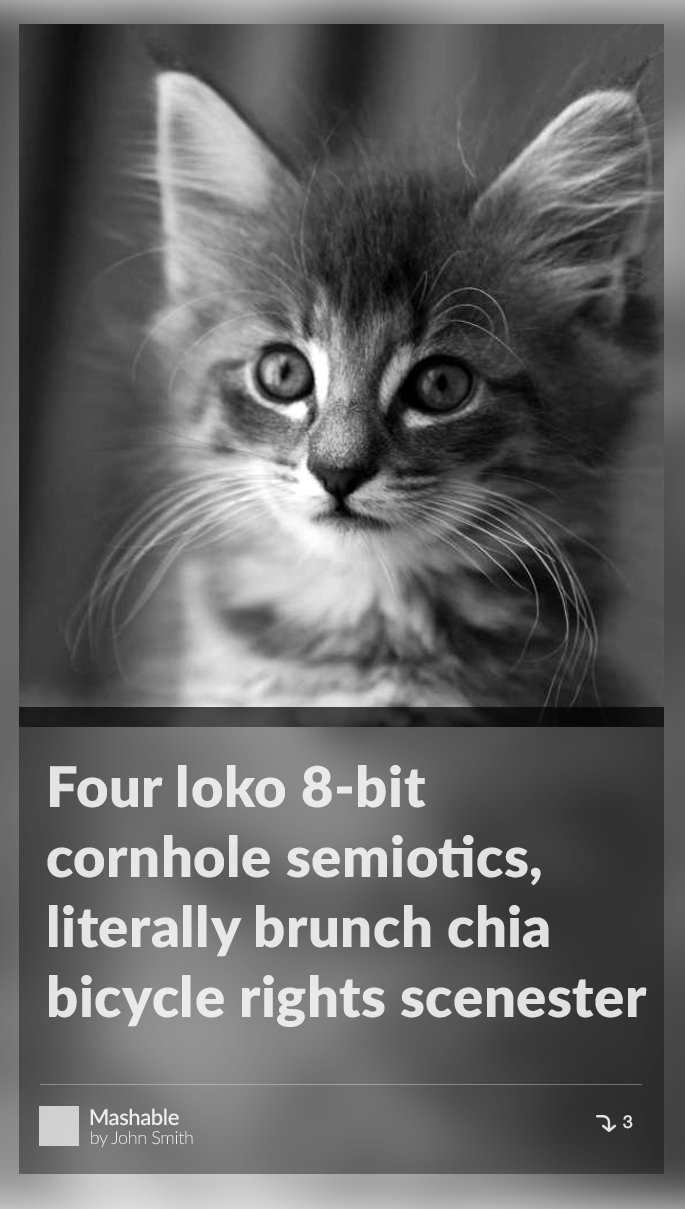 Four loko 8-bit
cornhole semiotics,
literally brunch chia
bicycle rights scenester
Mashable
by John Smith
3